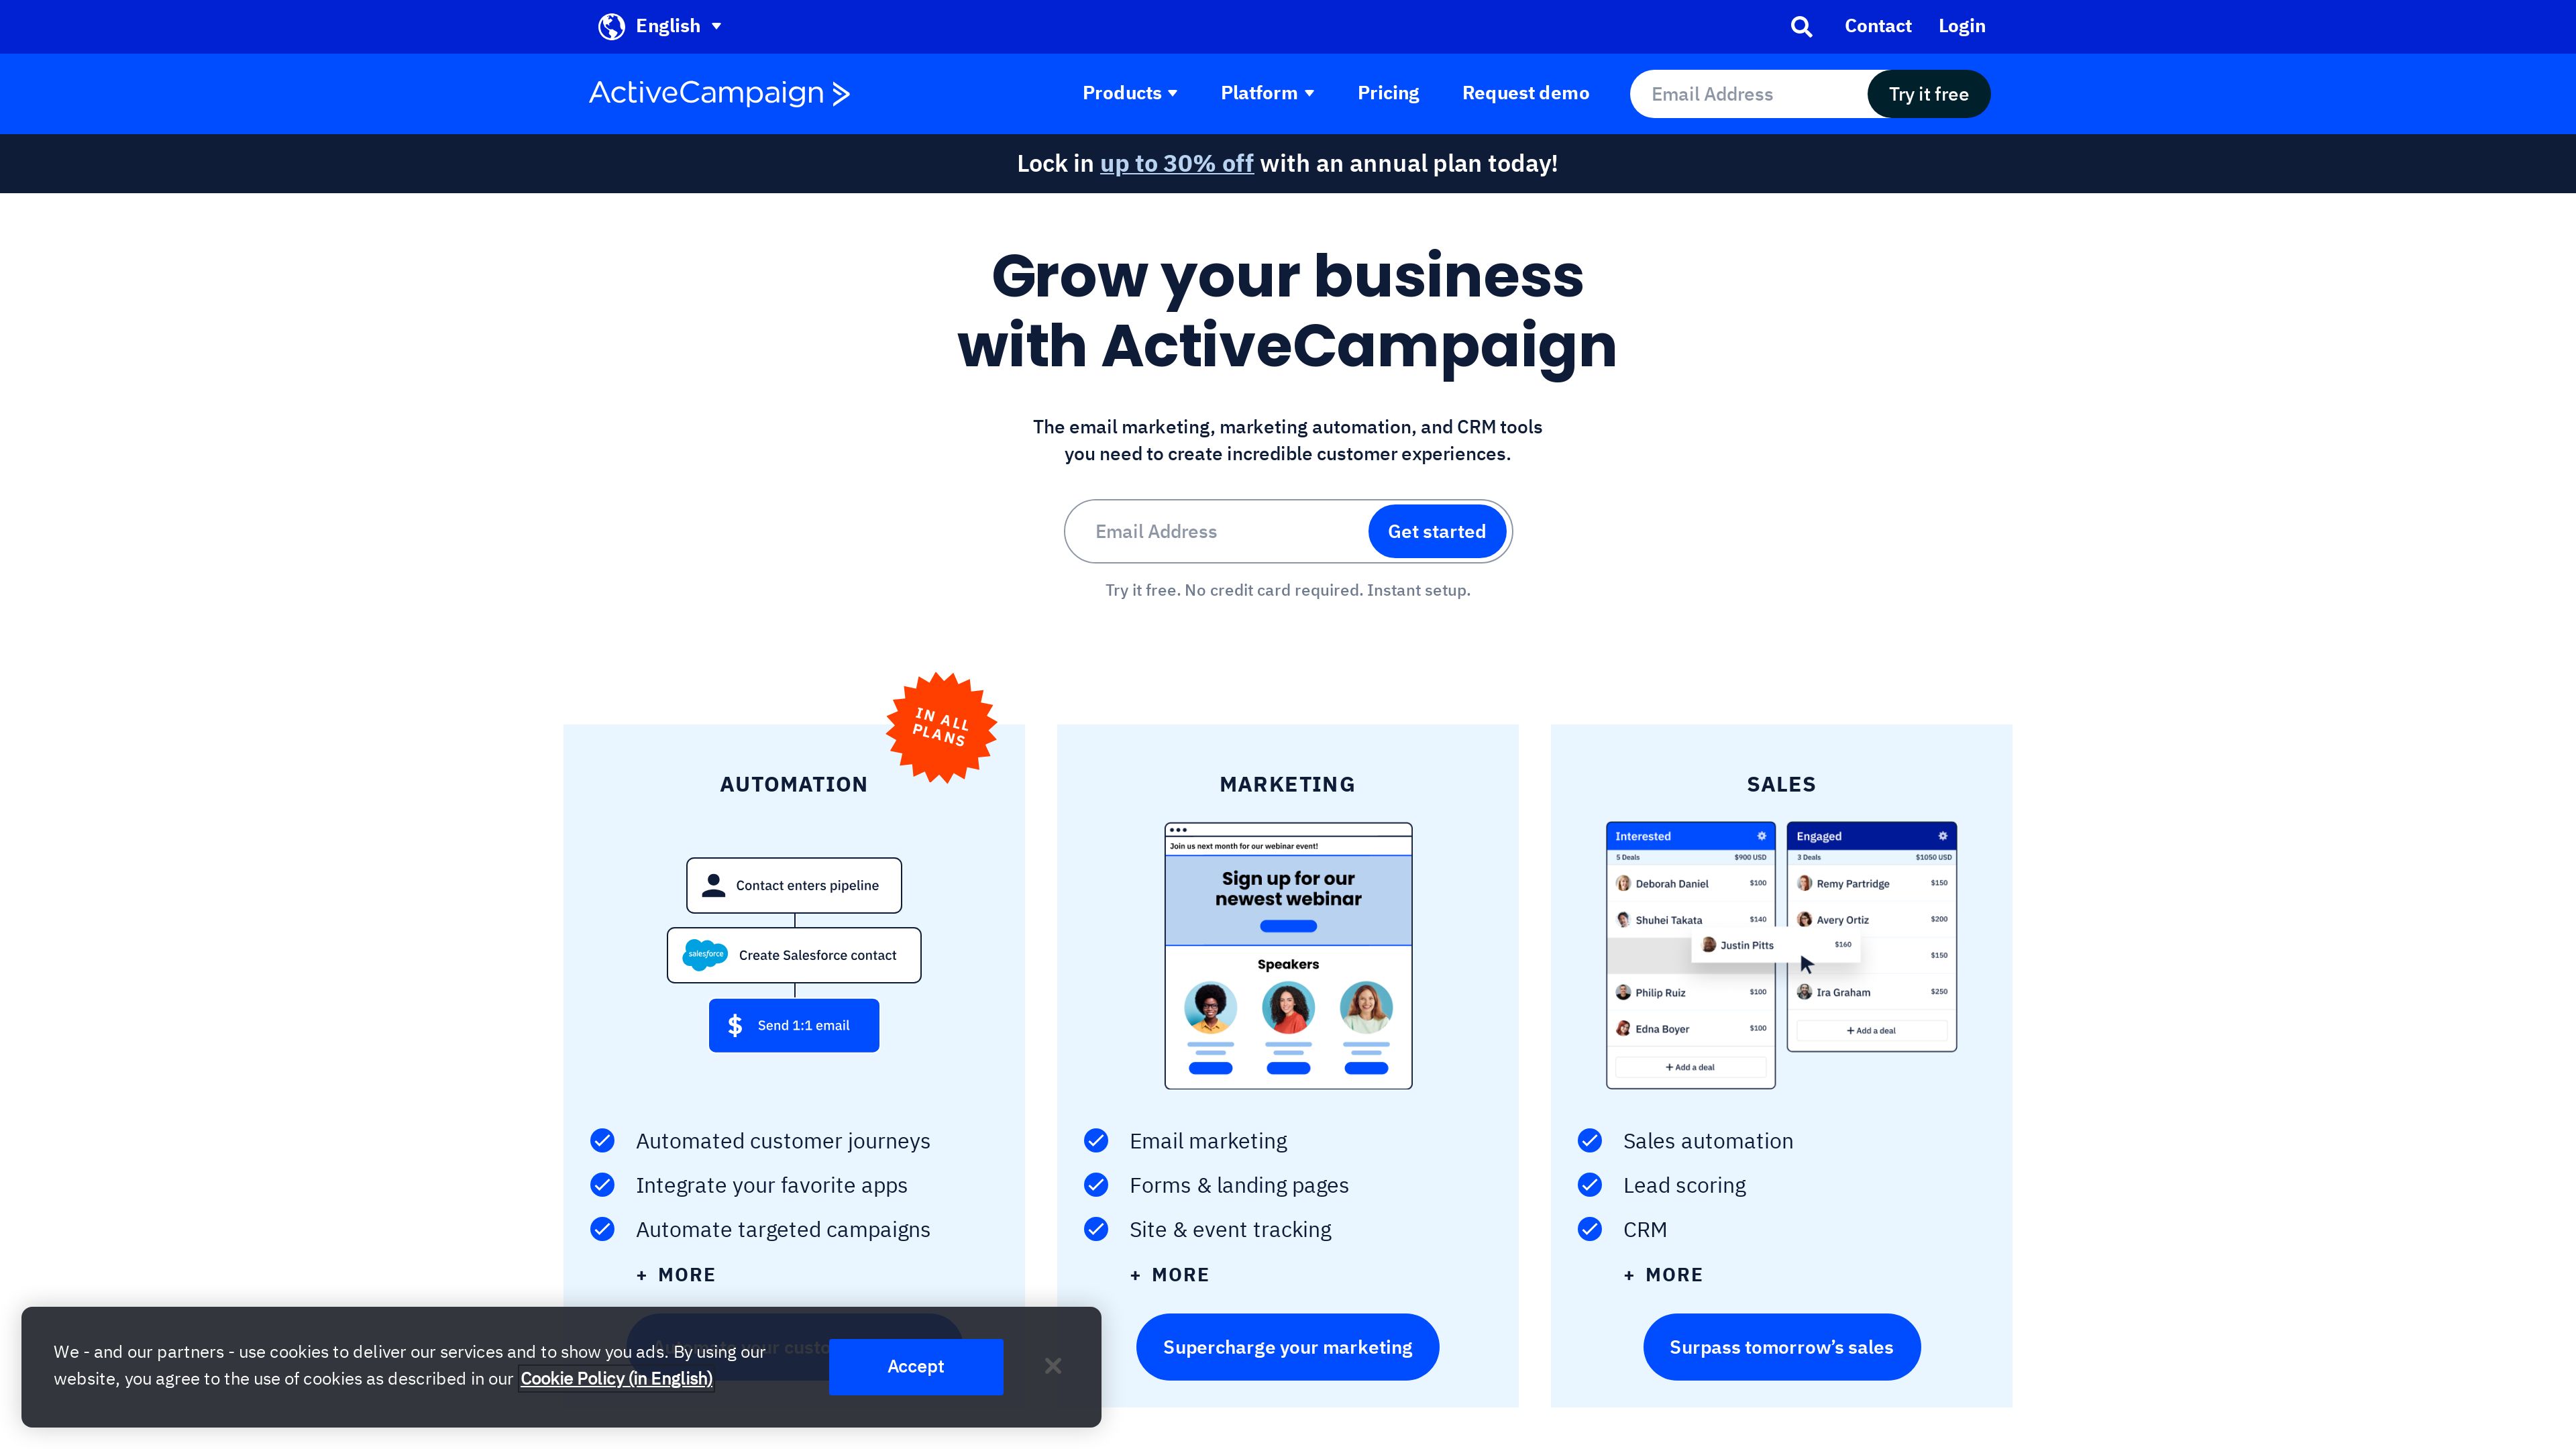 English
Contact
Login
ActiveCampaign
Products
Platform
Pricing
Request demo
Email Address
Try it free
Lock in up to 30% off with an annual plan today!
Grow your business
with ActiveCampaign
The email marketing, marketing automation, and CRM tools
you need to create incredible customer experiences.
Email Address
Get started
Try it free. No credit card required. Instant setup.
IN ALL
PLANS
AUTOMATION
Contact enters pipeline
salesforce
Create Salesforce contact
$
Send 1:1 email
Automated customer journeys
Integrate your favorite apps
Automate targeted campaigns
+ MORE
MARKETING
Join us next month for our webinar event!
Sign up for our
newest webinar
Speakers
Email marketing
Forms & landing pages
Site & event tracking
+ MORE
Supercharge your marketing
SALES
Interested
5 Deals $900 USD
Deborah Daniel $100
Shuhei Takata $140
Justin Pitts $160
Philip Ruiz $100
Edna Boyer $100
+ Add a deal
Engaged
3 Deals $1050 USD
Remy Partridge $150
Avery Ortiz $200
$150
Ira Graham $250
+ Add a deal
Sales automation
Lead scoring
CRM
+ MORE
Surpass tomorrow’s sales
We - and our partners - use cookies to deliver our services and to show you ads. By using our
website, you agree to the use of cookies as described in our Cookie Policy (in English)
Accept